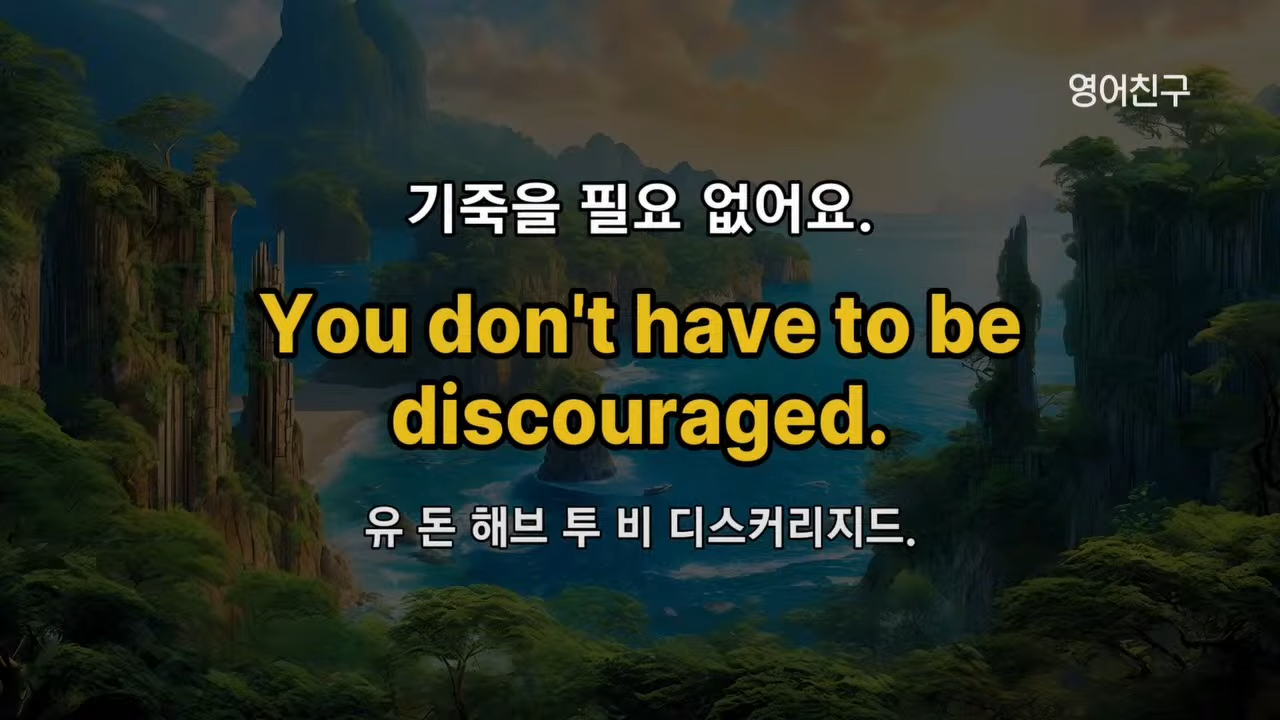 영어친구
기죽을 필요 없어요.
You don't have to be
discouraged.
유 돈 해브 투 비 디스커리지드.